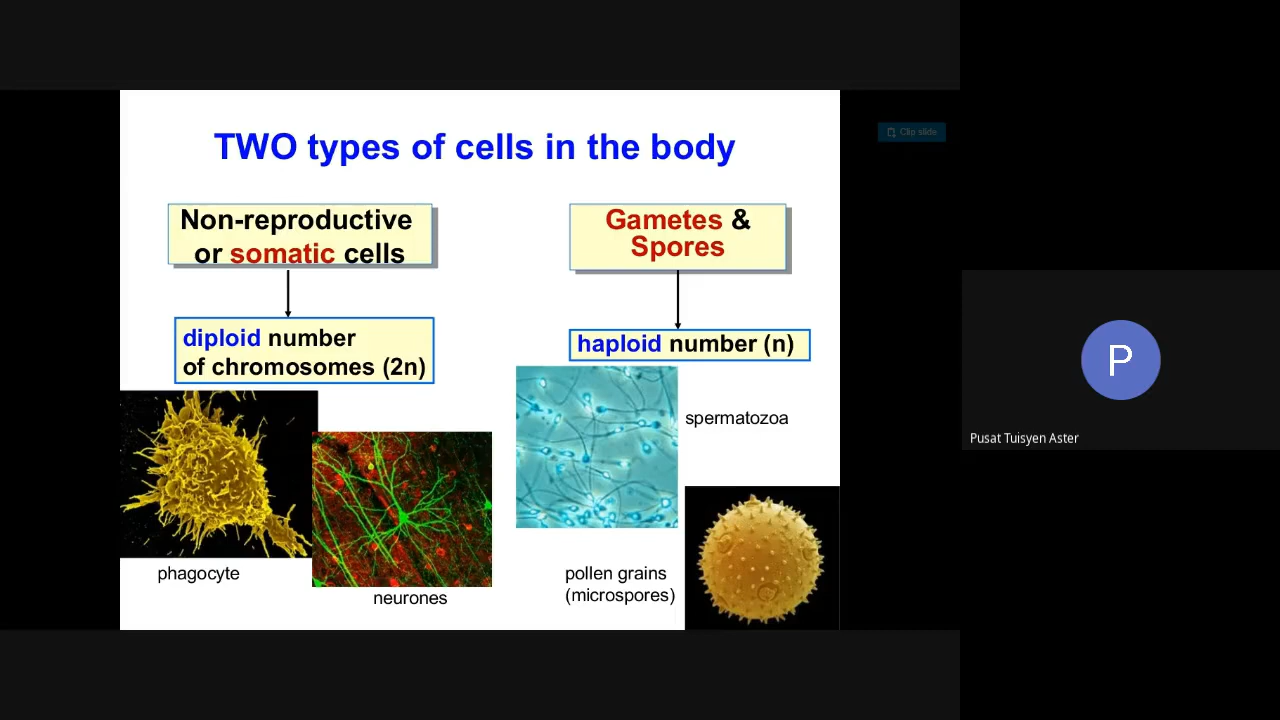 TWO types of cells in the body
Clip slide
Non-reproductive
or somatic cells
Gametes &
Spores
diploid number
of chromosomes (2n)
haploid number (n)
spermatozoa
phagocyte
neurones
pollen grains
(microspores)
P
Pusat Tuisyen Aster